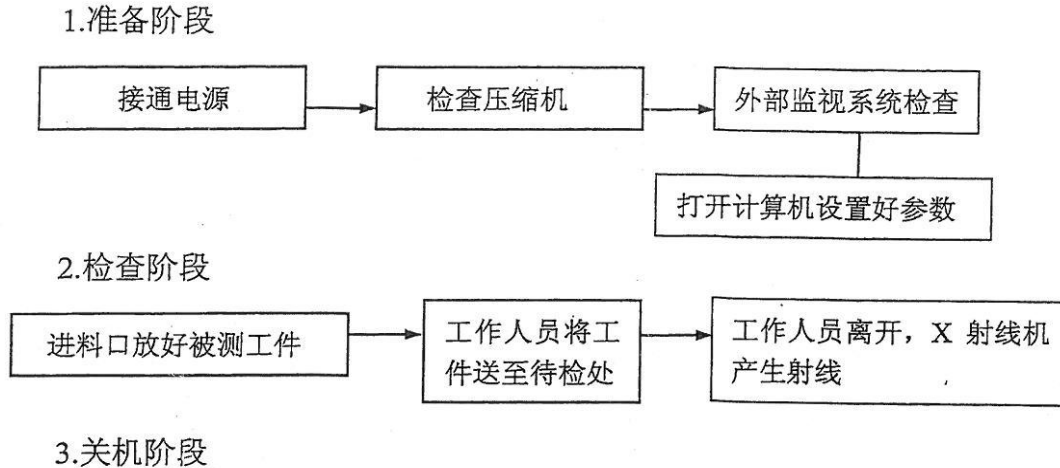 1.准备阶段
接通电源
检查压缩机
外部监视系统检查
打开计算机设置好参数
2.检查阶段
进料口放好被测工件
工作人员将工
件送至待检处
工作人员离开，X 射线机
产生射线
3.关机阶段